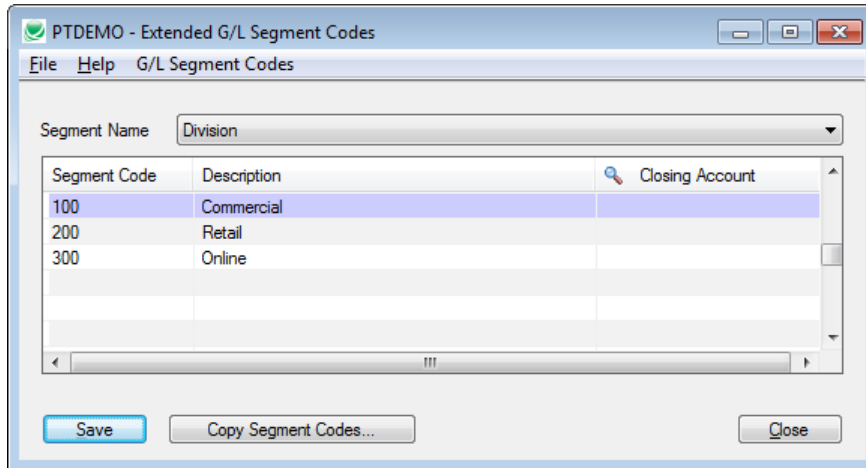 PTDEMO - Extended G/L Segment Codes
File Help G/L Segment Codes
Segment Name Division
Segment Code Description Closing Account
100 Commercial
200 Retail
300 Online
Save Copy Segment Codes... Close